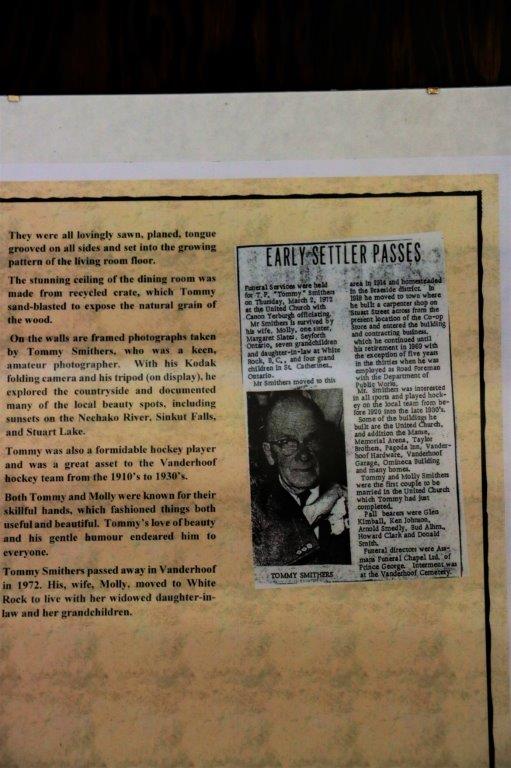 They were all lovingly sawn, planed, tongue
grooved on all sides and set into the growing
pattern of the living room floor.
The stunning ceiling of the dining room was
made from recycled crate, which Tommy
sand-blasted to expose the natural grain of
the wood.
On the walls are framed photographs taken
by Tommy Smithers, who was a keen,
amateur photographer. With his Kodak
folding camera and his tripod (on display), he
explored the countryside and documented
many of the local beauty spots, including
sunsets on the Nechako River, Sinkut Falls,
and Stuart Lake.
Tommy was also a formidable hockey player
and was a great asset to the Vanderhoof
hockey team from the 1910's to 1930's.
Both Tommy and Molly were known for their
skillful hands, which fashioned things both
useful and beautiful. Tommy's love of beauty
and his gentle humour endeared him to
everyone.
Tommy Smithers passed away in Vanderhoof
in 1972. His, wife, Molly, moved to White
Rock to live with her widowed daughter-in-
law and her grandchildren.
EARLY SETTLER PASSES
Funeral Services were held
for T.F. "Tommy" Smithers
on Thursday, March 2, 1972
at the United Church with
Canon Yerburgh officiating.
Mr Smithers is survived by
his wife, Molly, one sister,
Margaret Slater, Seyforth
Ontario, seven grandchildren
and daughter-in-law at White
Rock, B.C., and four grand
children in St. Catherines,
Ontario.
Mr Smithers moved to this
TOMMY SMITHERS
area in 1914 and homesteaded
in the Braeside district. In
1919 he moved to town where
he built a carpenter shop on
Stuart Street across from the
present location of the Co-op
Store and entered the building
and contracting business,
which he continued until
his retirement in 1969 with
the exception of five years
in the thirties when he was
employed as Road Foreman
with the Department of
Public Works.
Mr. Smithers was interested
in all sports and played hock-
ey on the local team from be-
fore 1920 into the late 1930's.
Some of the buildings he
built are the United Church,
and addition the Manse,
Memorial Arena, Taylor
Brothers, Pagoda Inn, Vander-
hoof Hardware, Vanderhoof
Garage, Omineca Building
and many homes.
Tommy and Molly Smithers
were the first couple to be
married in the United Church
which Tommy had just
completed.
Pall bearers were Glen
Kimball, Ken Johnson,
Arnold Smedly, Bud
Howard Clark and Donald
Smith.
Funeral directors were
Funeral Chapel Ltd. of
Prince George. Interment was
at the Vanderhoof Cemetery.